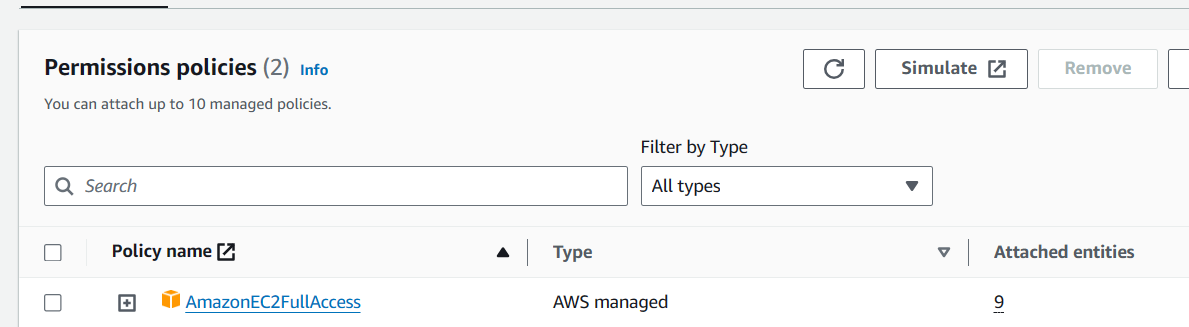 Permissions policies (2) Info
You can attach up to 10 managed policies.
Simulate
Remove
Filter by Type
Search
All types
Policy name
Type
Attached entities
AmazonEC2FullAccess
AWS managed
9